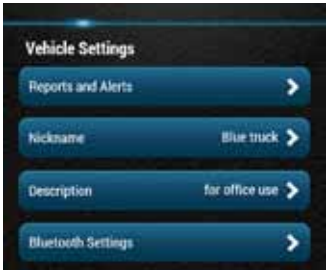 Vehicle Settings
Reports and Alerts
Nickname Blue truck
Description for office use
Bluetooth Settings